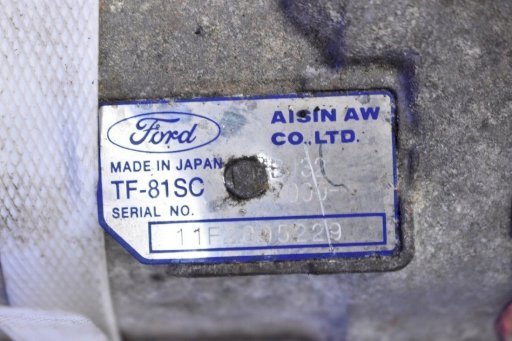 Ford
AISIN AW
CO.,LTD.
MADE IN JAPAN
TF-81SC
SERIAL NO.